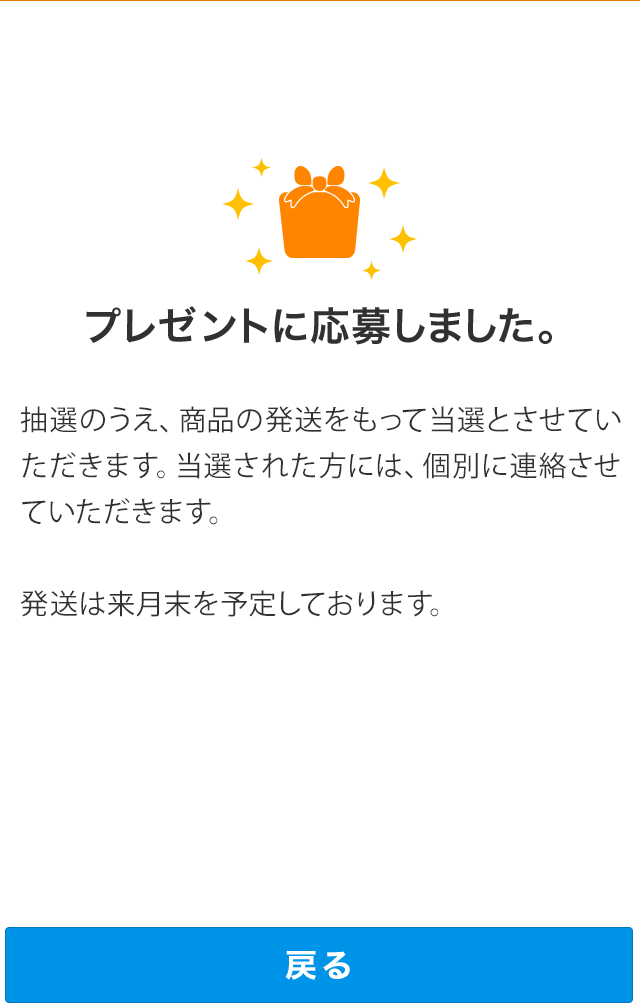 プレゼントに応募しました。
抽選のうえ、商品の発送をもって当選とさせてい
ただきます。当選された方には、個別に連絡させ
ていただきます。
発送は来月末を予定しております。
戻る